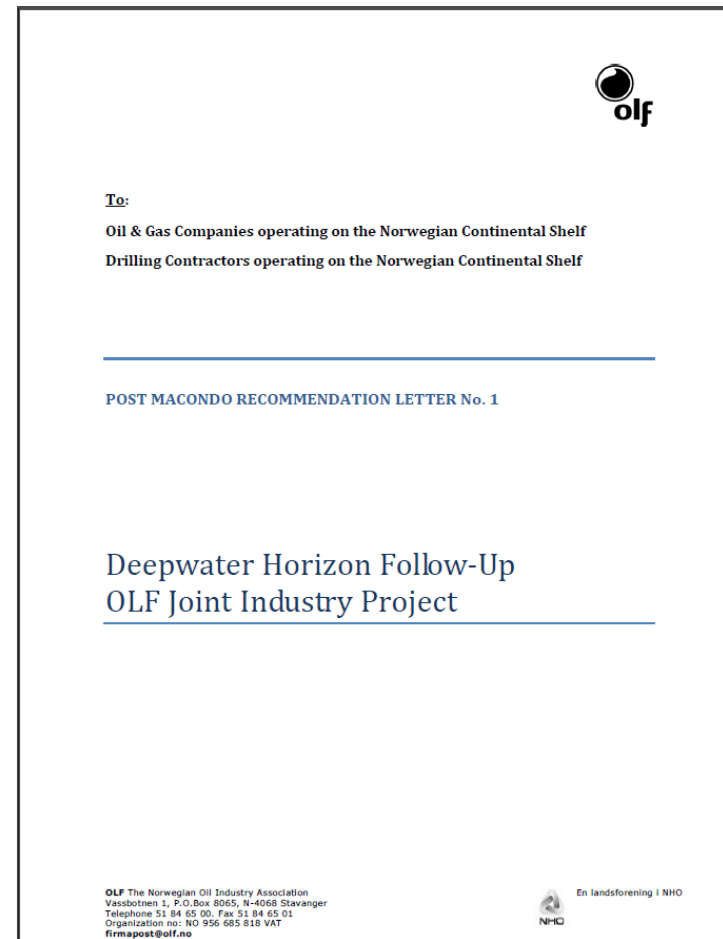 olf
To:
Oil & Gas Companies operating on the Norwegian Continental Shelf
Drilling Contractors operating on the Norwegian Continental Shelf
POST MACONDO RECOMMENDATION LETTER No. 1
Deepwater Horizon Follow-Up
OLF Joint Industry Project
OLF The Norwegian Oil Industry Association
Vassbotnen 1, P.O.Box 8065, N-4068 Stavanger
Telephone 51 84 65 00. Fax 51 84 65 01
Organization no: NO 956 685 818 VAT
firmapost@olf.no
NHO
En landsforening i NHO